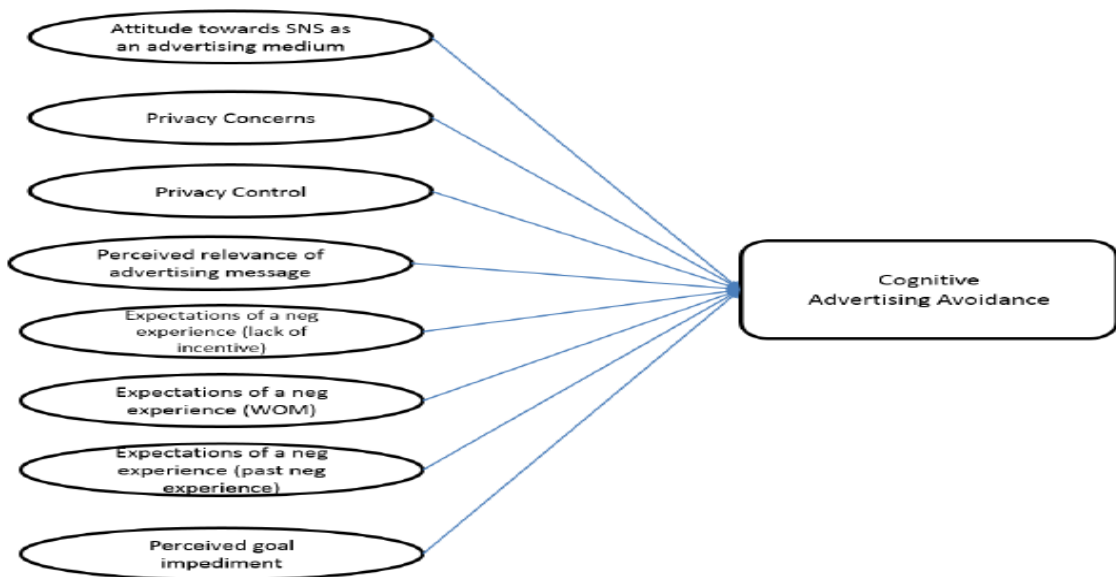 Attitude towards SNS as
an advertising medium
Privacy Concerns
Privacy Control
Perceived relevance of
advertising message
Expectations of a neg
experience (lack of
incentive)
Expectations of a neg
experience (WOM)
Expectations of a neg
experience (past neg
experience)
Perceived goal
impediment
Cognitive
Advertising Avoidance